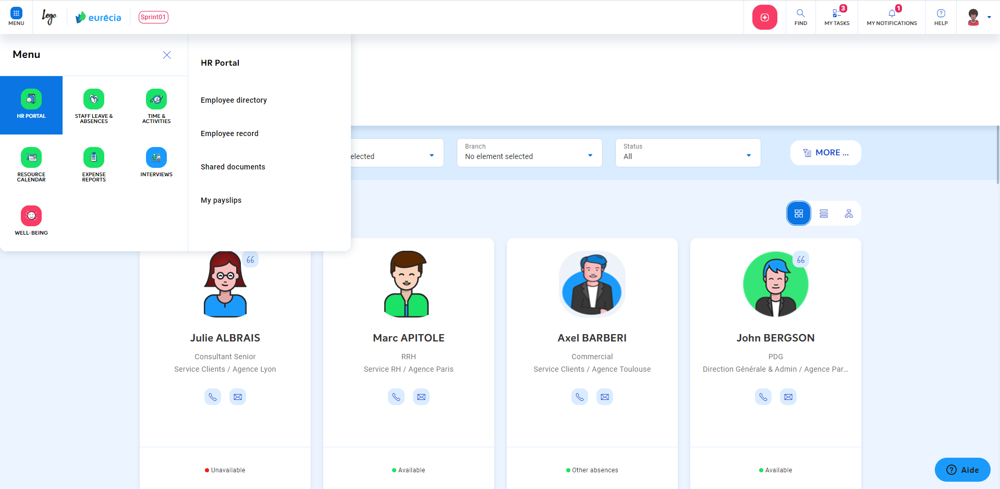 MENU
Logo
eurécia
Sprint01
FIND
3
MY TASKS
1
MY NOTIFICATIONS
HELP
Menu
HR PORTAL
STAFF LEAVE &
ABSENCES
TIME &
ACTIVITIES
RESOURCE
CALENDAR
EXPENSE
REPORTS
INTERVIEWS
WELL-BEING
HR Portal
Employee directory
Employee record
Shared documents
My payslips
elected
Branch
No element selected
Status
All
MORE ...
Julie ALBRAIS
Consultant Senior
Service Clients / Agence Lyon
Unavailable
Marc APITOLE
RRH
Service RH / Agence Paris
Available
Axel BARBERI
Commercial
Service Clients / Agence Toulouse
Other absences
John BERGSON
PDG
Direction Générale & Admin / Agence Par...
Available
Aide